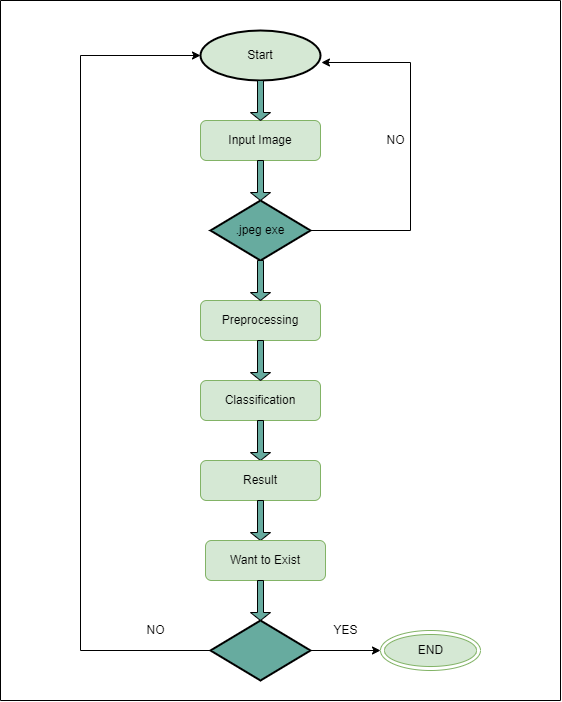 Start
Input Image
NO
.jpeg exe
Preprocessing
Classification
Result
Want to Exist
NO
YES
END